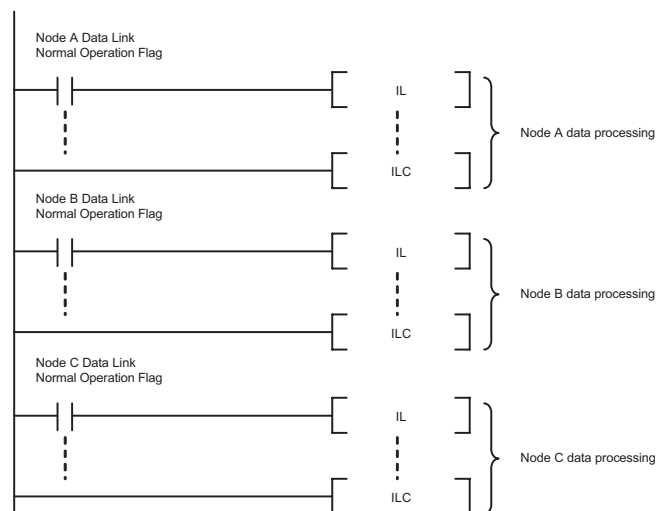 Node A Data Link
Normal Operation Flag
IL
Node A data processing
ILC
Node B Data Link
Normal Operation Flag
IL
Node B data processing
ILC
Node C Data Link
Normal Operation Flag
IL
Node C data processing
ILC